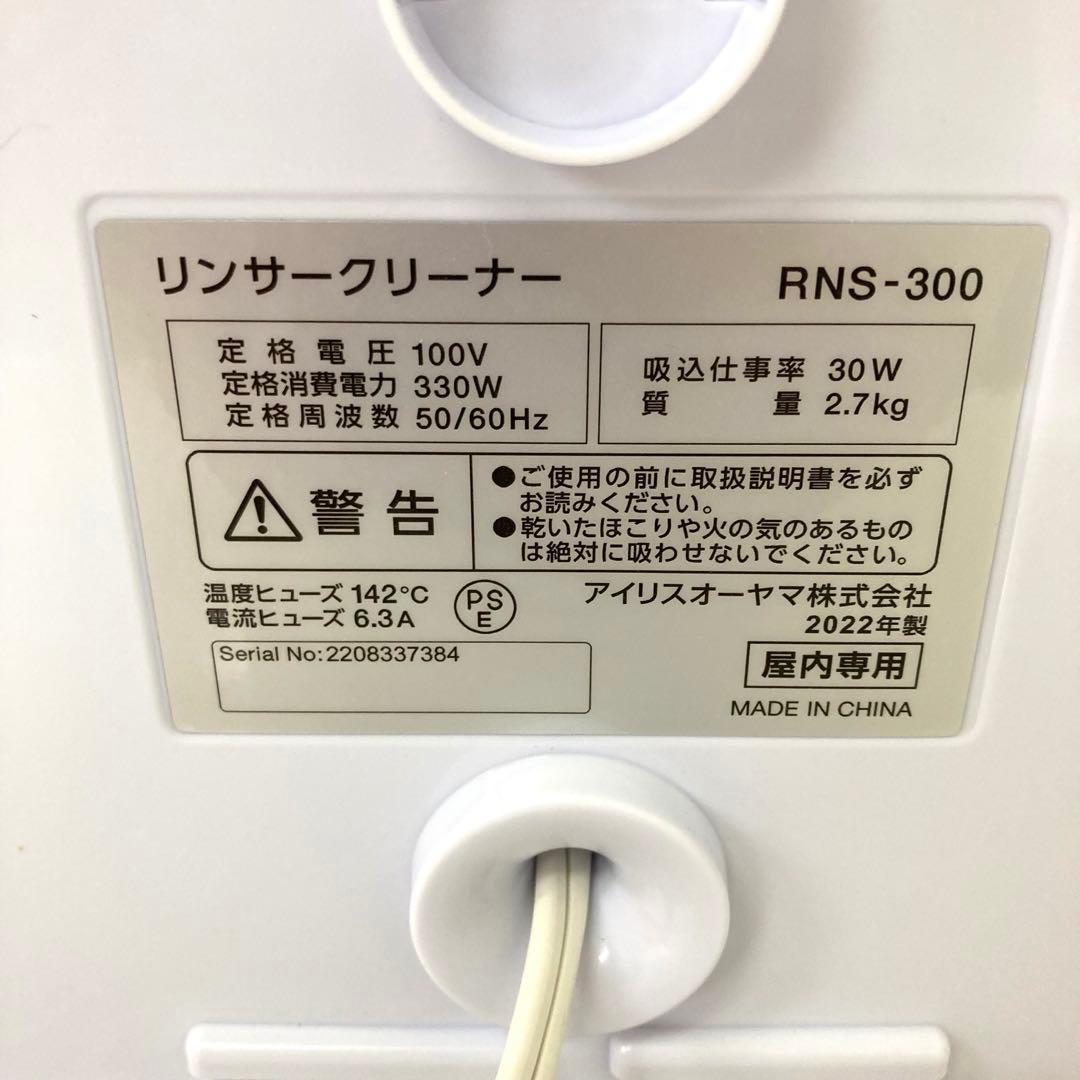 リンサークリーナー RNS-300
定格電圧 100V
定格消費電力 330W
定格周波数 50/60Hz
吸込仕事率 30W
質量 2.7kg
警告
●ご使用の前に取扱説明書を必ず
お読みください。
●乾いたほこりや火の気のあるもの
は絶対に吸わせないでください。
温度ヒューズ 142℃
電流ヒューズ 6.3A
PS
E
アイリスオーヤマ株式会社
2022年製
Serial No:2208337384
屋内専用
MADE IN CHINA